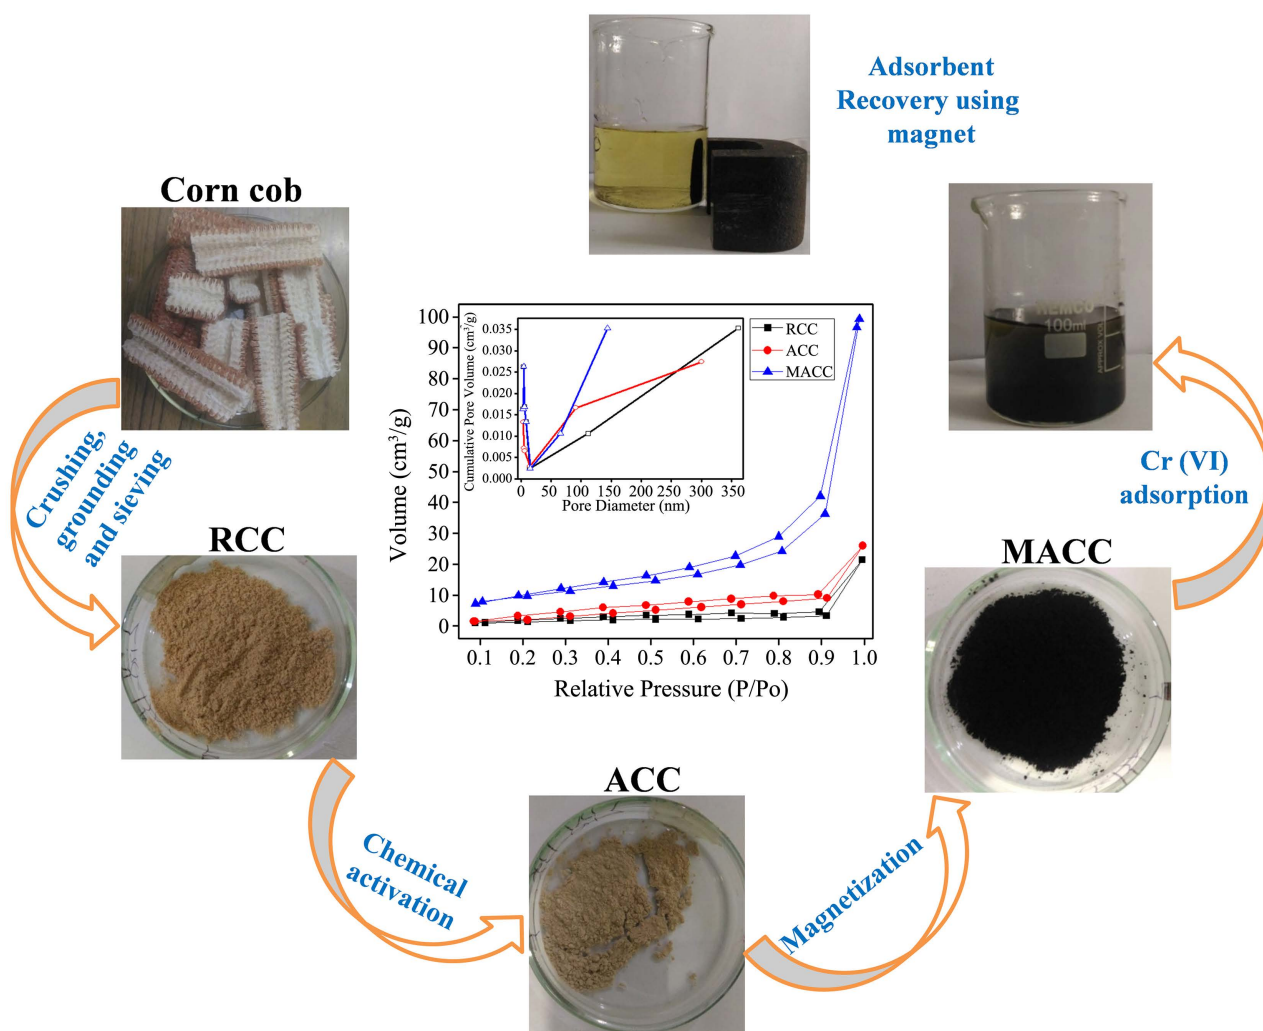 Adsorbent
Recovery using
magnet
Corn cob
REMCO
100ml
APPROX VOL
Crushing,
grounding
and sieving
RCC
Cr (VI)
adsorption
MACC
Chemical
activation
ACC
Magnetization
Volume (cm³/g)
100
90
80
70
60
50
40
30
20
10
0
0.1 0.2 0.3 0.4 0.5 0.6 0.7 0.8 0.9 1.0
Relative Pressure (P/Po)
RCC
ACC
MACC
Cumulative Pore Volume (cm³/g)
0.035
0.030
0.025
0.020
0.015
0.010
0.005
0.000
0 50 100 150 200 250 300 350
Pore Diameter (nm)